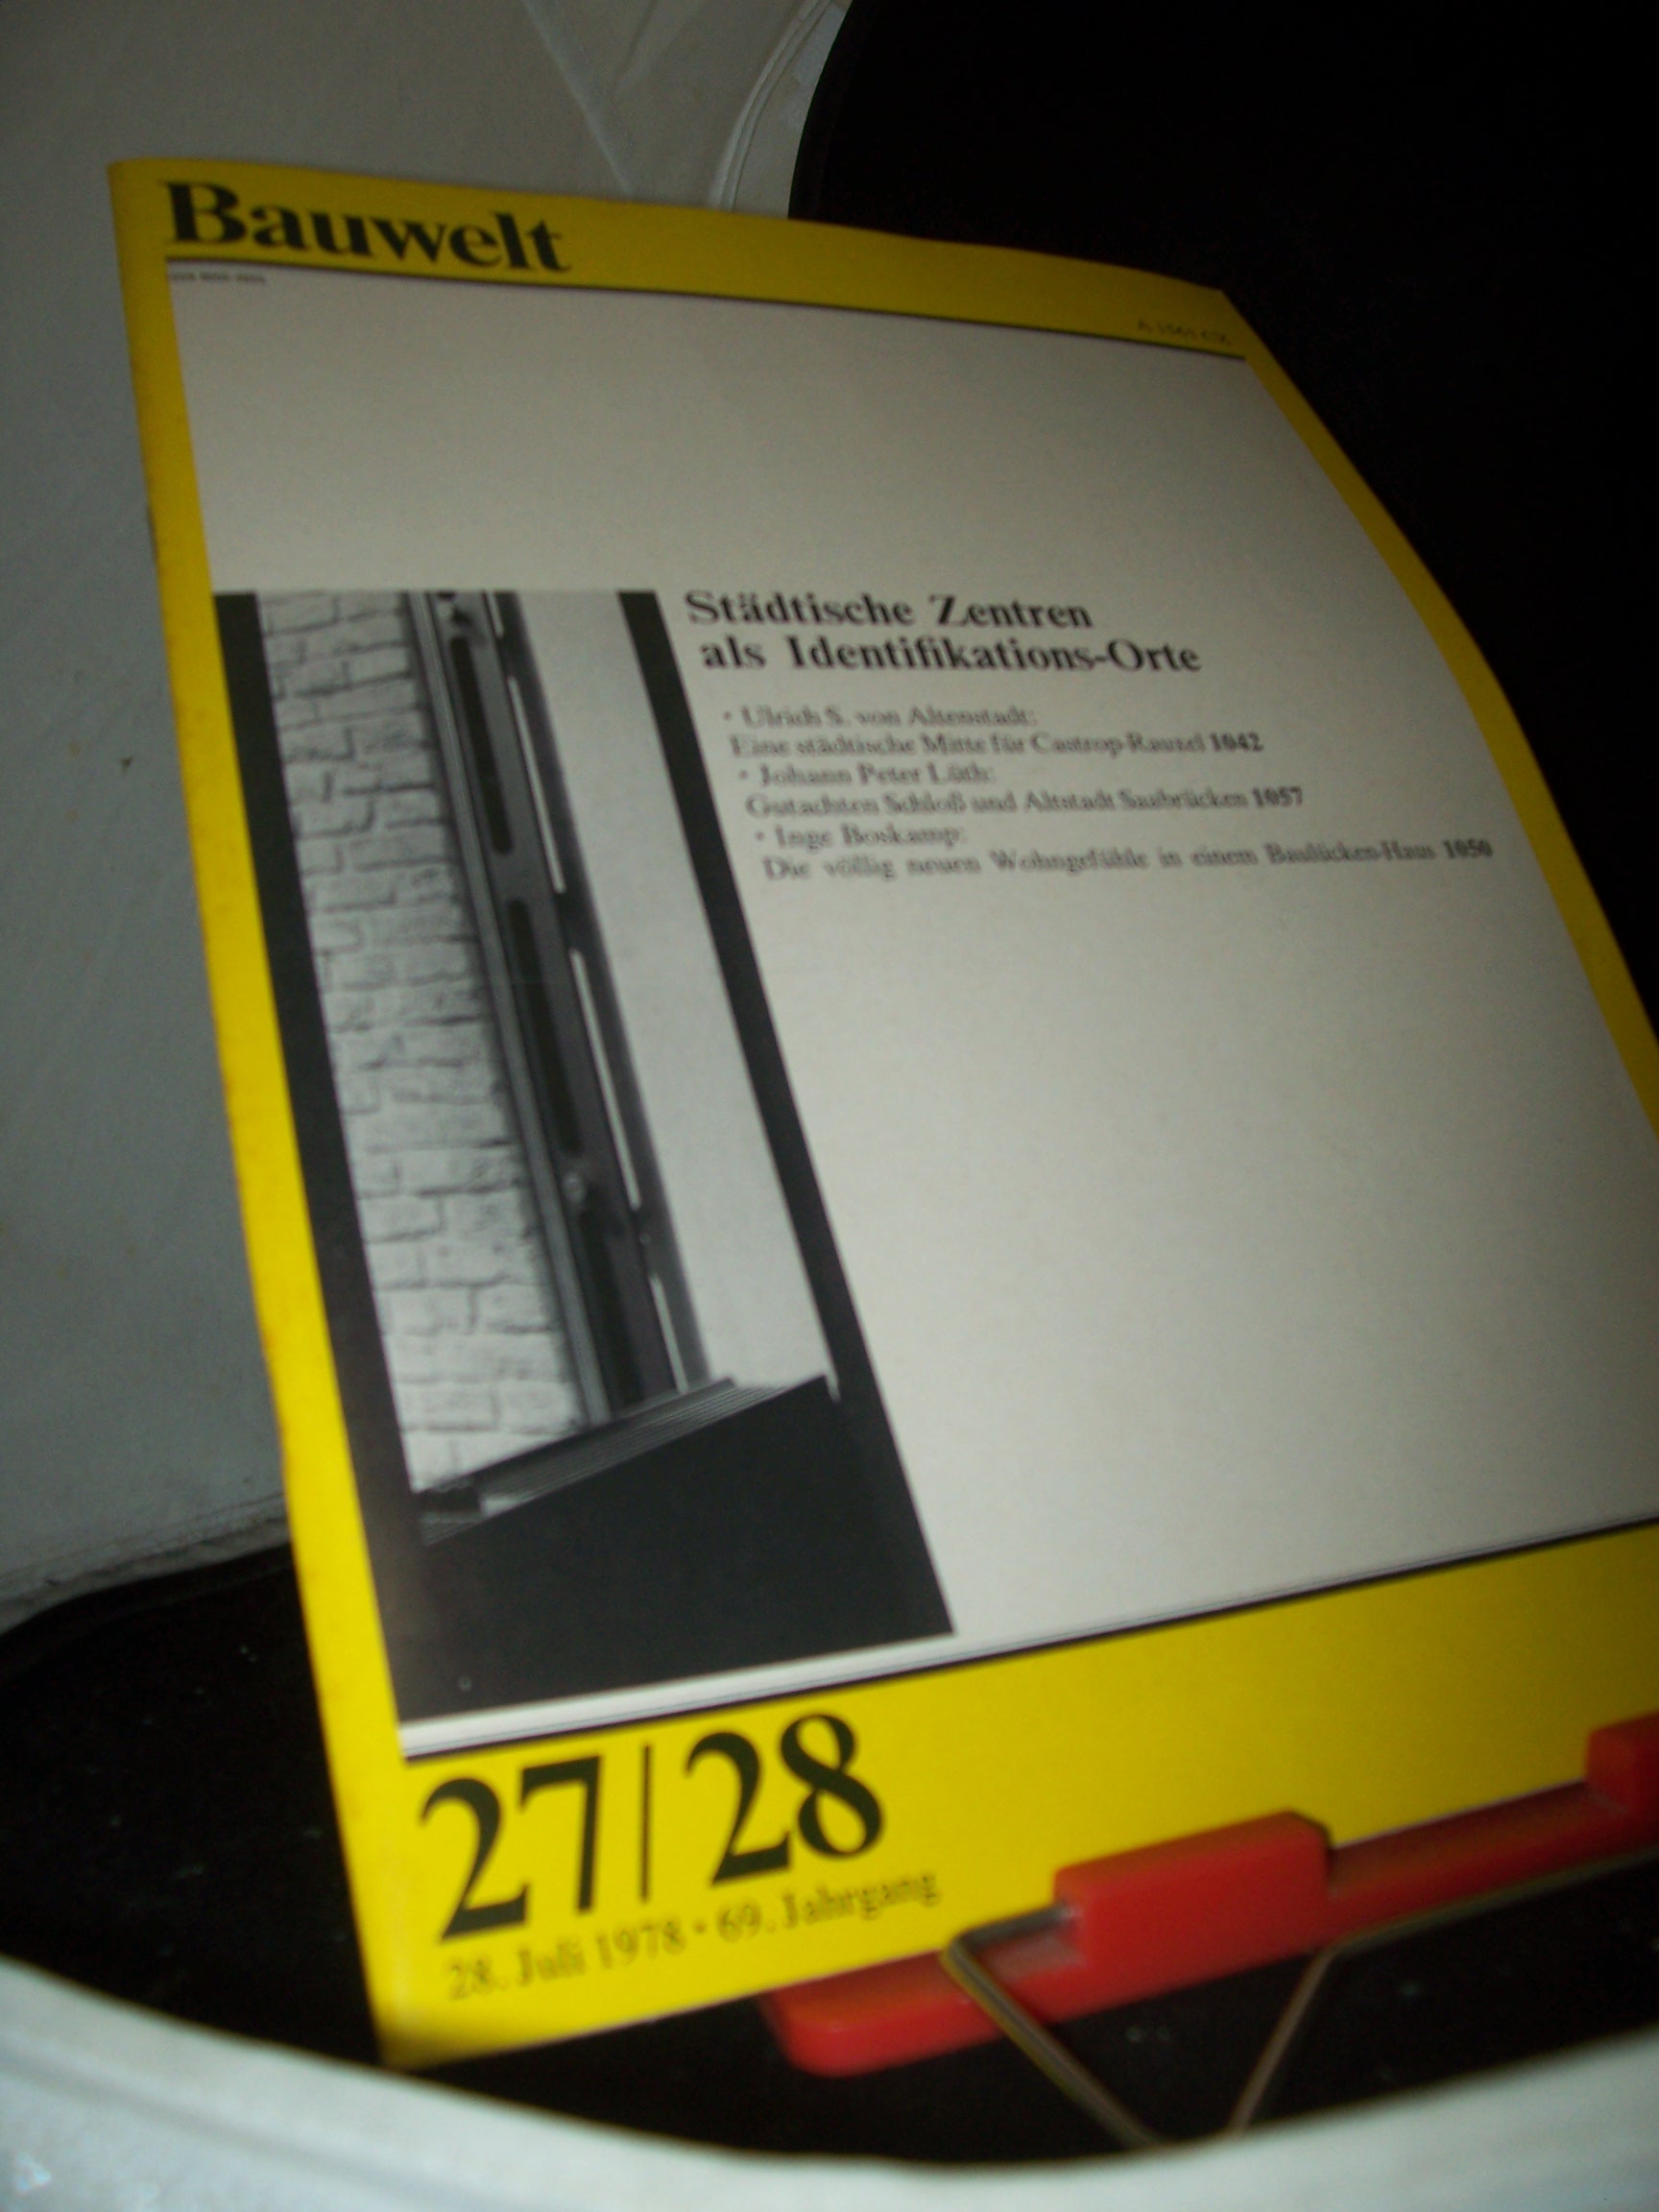 Bauwelt
Städtische Zentren
als Identifikations-Orte
• Ulrich S. von Altenstadt:
Eine städtische Mitte für Castrop-Rauxel 1042
• Johann Peter Lüth:
Gutachten Schloß und Altstadt Saarbrücken 1057
• Inge Boskamp:
Die völlig neuen Wohngefühle in einem Baulücken-Haus 1050
27/28
28. Juli 1978 • 69. Jahrgang